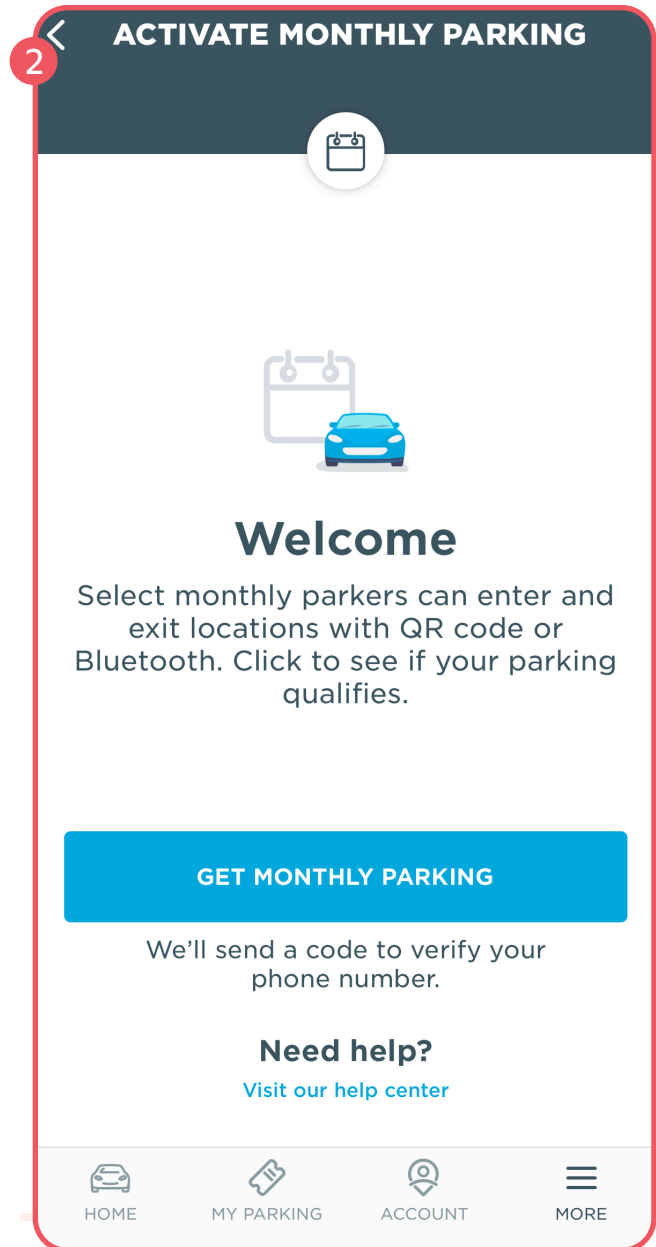 2
ACTIVATE MONTHLY PARKING
Welcome
Select monthly parkers can enter and
exit locations with QR code or
Bluetooth. Click to see if your parking
qualifies.
GET MONTHLY PARKING
We’ll send a code to verify your
phone number.
Need help?
Visit our help center
HOME
MY PARKING
ACCOUNT
MORE